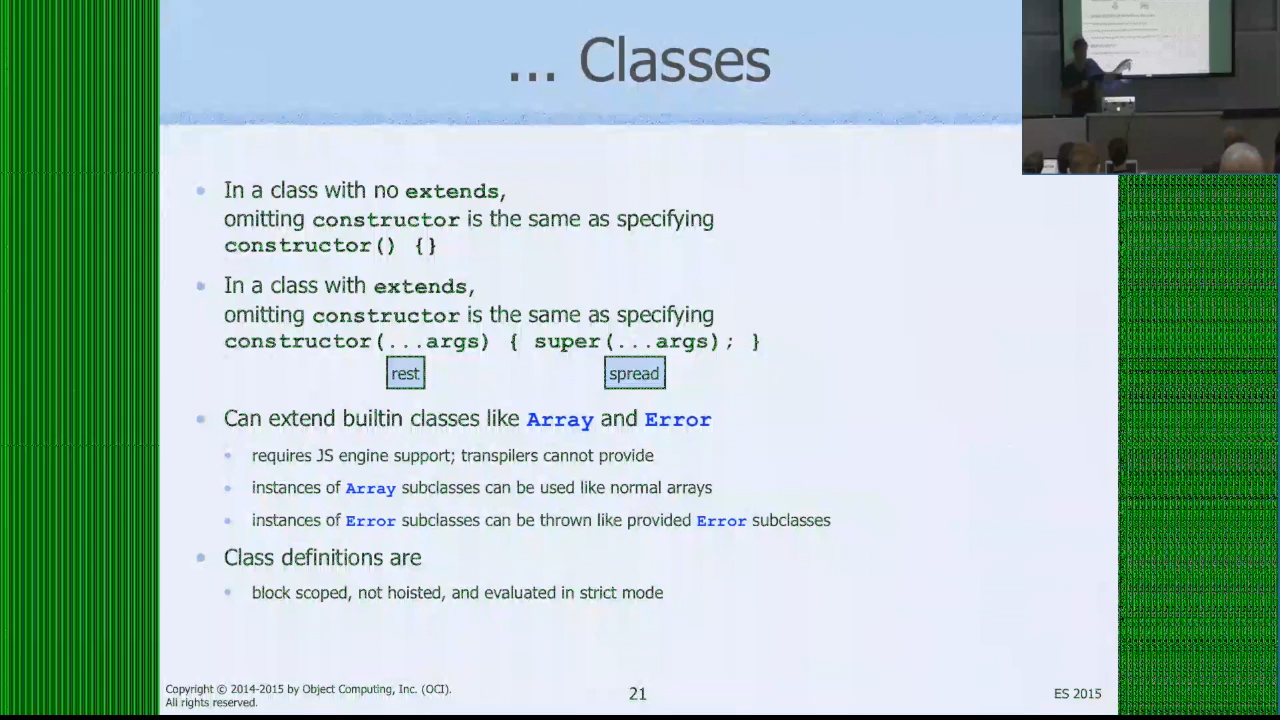 ... Classes
In a class with no extends,
omitting constructor is the same as specifying
constructor() {}
In a class with extends,
omitting constructor is the same as specifying
constructor(...args) { super(...args); }
rest
spread
Can extend builtin classes like Array and Error
requires JS engine support; transpilers cannot provide
instances of Array subclasses can be used like normal arrays
instances of Error subclasses can be thrown like provided Error subclasses
Class definitions are
block scoped, not hoisted, and evaluated in strict mode
Copyright © 2014-2015 by Object Computing, Inc. (OCI).
All rights reserved.
21
ES 2015